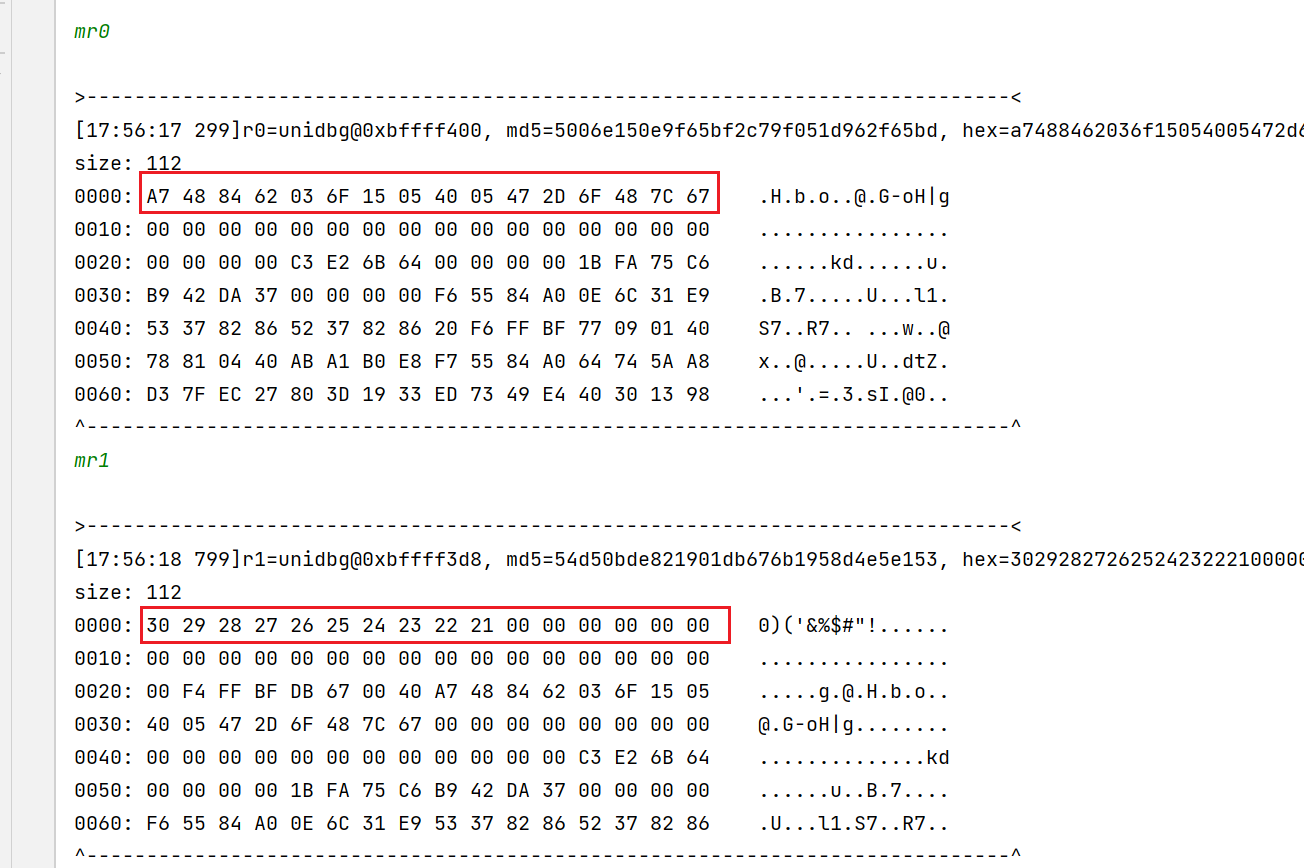 mr0
>-----------------------------------------------------------------------------<
[17:56:17 299]r0=unidbg@0xbffff400, md5=5006e150e9f65bf2c79f051d962f65bd, hex=a7488462036f15054005472d6
size: 112
0000: A7 48 84 62 03 6F 15 05 40 05 47 2D 6F 48 7C 67    .H.b.o..@.G-oH|g
0010: 00 00 00 00 00 00 00 00 00 00 00 00 00 00 00 00    ................
0020: 00 00 00 00 C3 E2 6B 64 00 00 00 00 1B FA 75 C6    ......kd......u.
0030: B9 42 DA 37 00 00 00 00 F6 55 84 A0 0E 6C 31 E9    .B.7.....U...l1.
0040: 53 37 82 86 52 37 82 86 20 F6 FF BF 77 09 01 40    S7..R7.. ...w..@
0050: 78 81 04 40 AB A1 B0 E8 F7 55 84 A0 64 74 5A A8    x..@.....U..dtZ.
0060: D3 7F EC 27 80 3D 19 33 ED 73 49 E4 40 30 13 98    ...'.=.3.sI.@0..
^-----------------------------------------------------------------------------^
mr1
>-----------------------------------------------------------------------------<
[17:56:18 799]r1=unidbg@0xbffff3d8, md5=54d50bde821901db676b1958d4e5e153, hex=3029282726252423222100000
size: 112
0000: 30 29 28 27 26 25 24 23 22 21 00 00 00 00 00 00    0)('&%$#"!......
0010: 00 00 00 00 00 00 00 00 00 00 00 00 00 00 00 00    ................
0020: 00 F4 FF BF DB 67 00 40 A7 48 84 62 03 6F 15 05    .....g.@.H.b.o..
0030: 40 05 47 2D 6F 48 7C 67 00 00 00 00 00 00 00 00    @.G-oH|g........
0040: 00 00 00 00 00 00 00 00 00 00 00 00 C3 E2 6B 64    ..............kd
0050: 00 00 00 00 1B FA 75 C6 B9 42 DA 37 00 00 00 00    ......u..B.7....
0060: F6 55 84 A0 0E 6C 31 E9 53 37 82 86 52 37 82 86    .U...l1.S7..R7..
^-----------------------------------------------------------------------------^